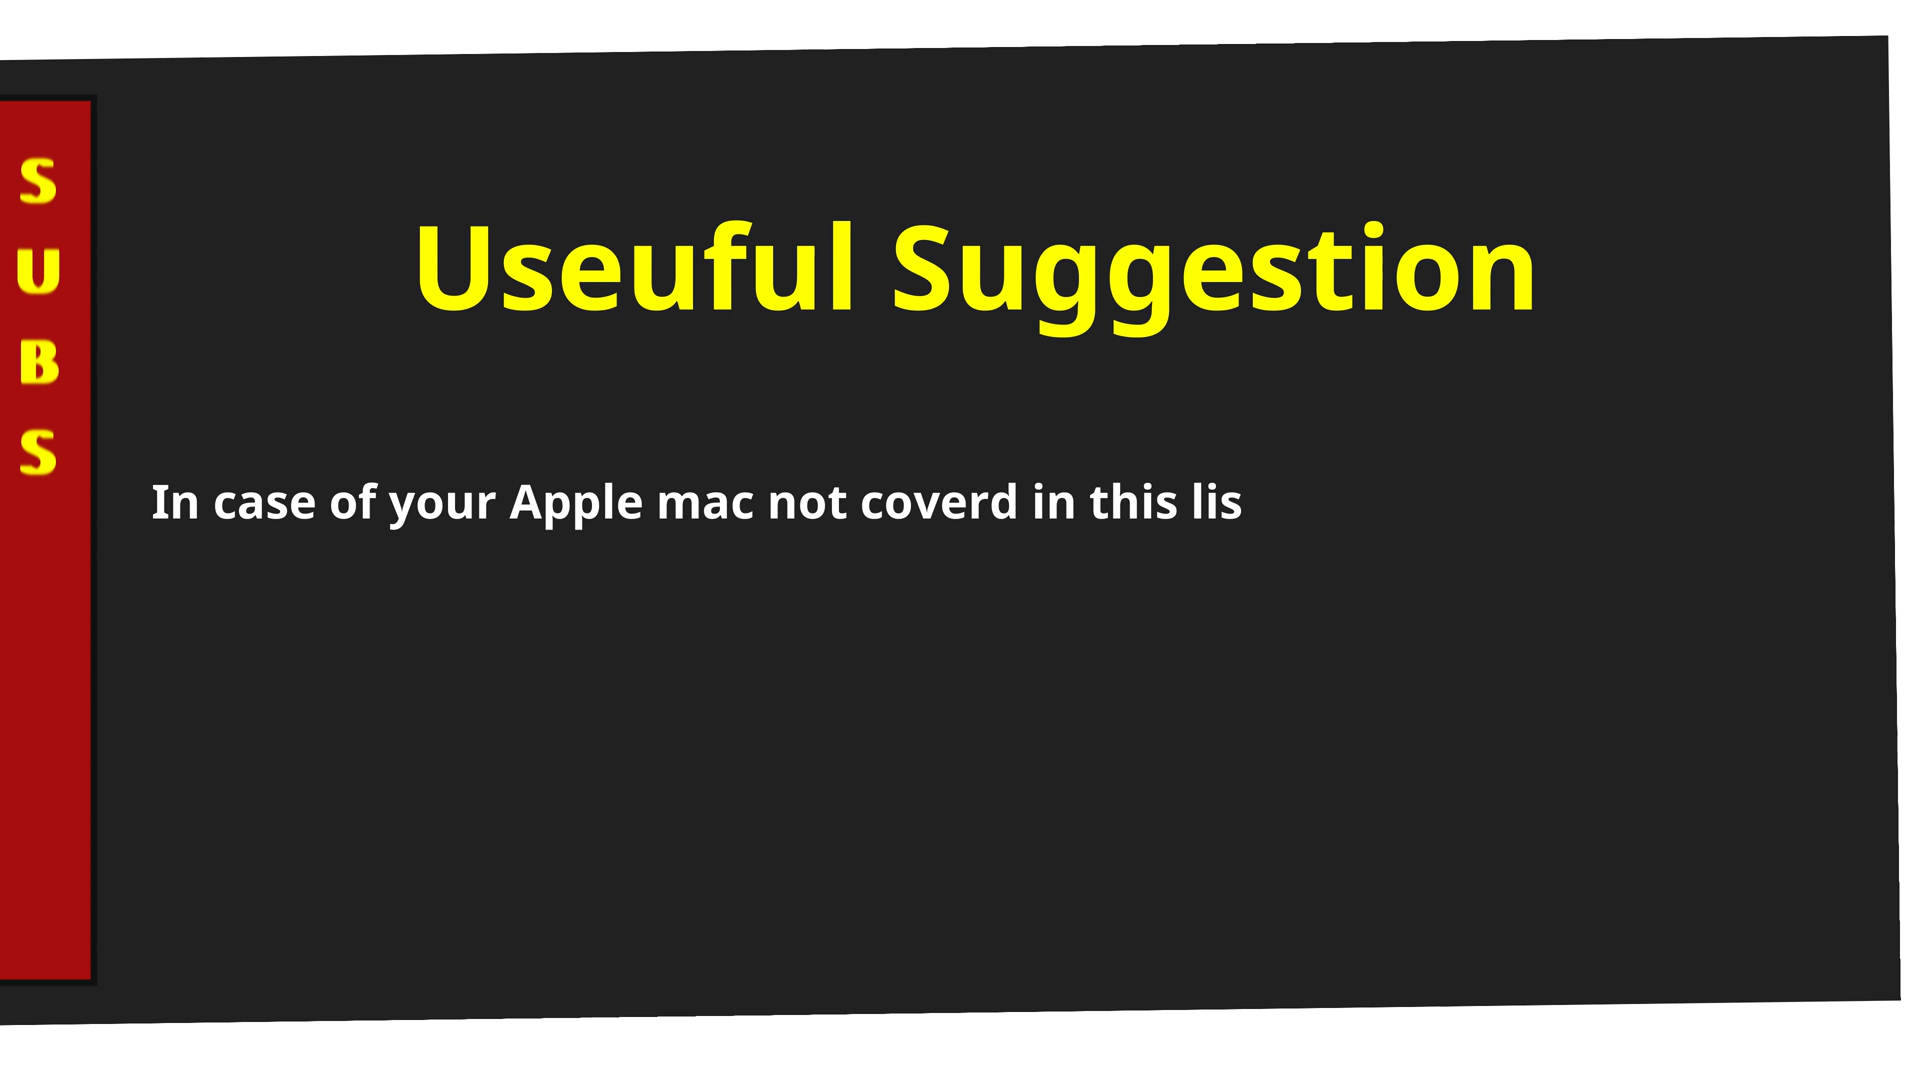 S
U
B
S
Useuful Suggestion
In case of your Apple mac not coverd in this lis